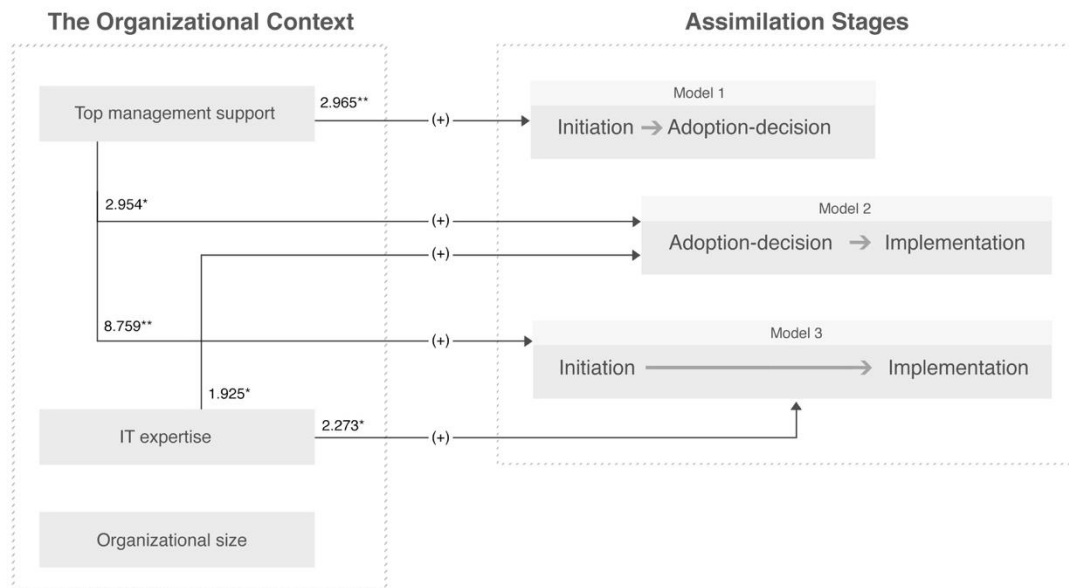 The Organizational Context
Assimilation Stages
Top management support
2.965**
(+)
Model 1
Initiation → Adoption-decision
2.954*
(+)
Model 2
Adoption-decision → Implementation
(+)
8.759**
(+)
Model 3
Initiation → Implementation
1.925*
IT expertise
2.273*
(+)
Organizational size